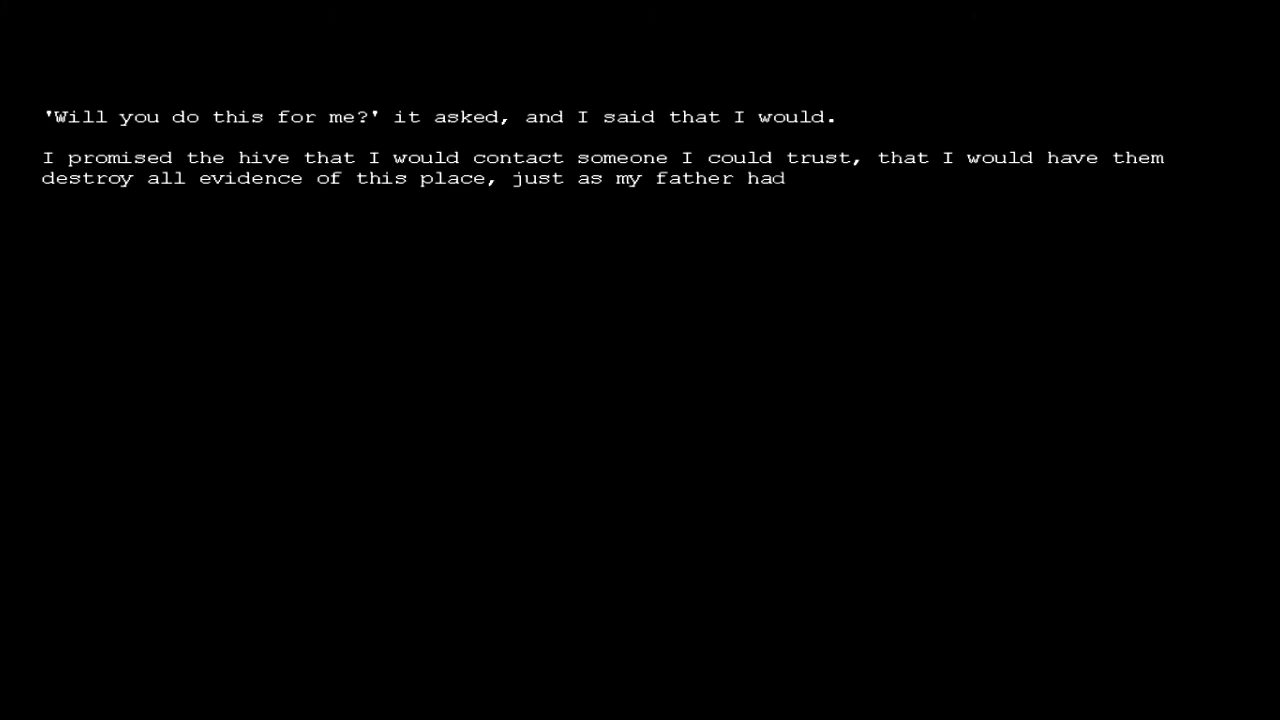 'Will you do this for me?' it asked, and I said that I would.
I promised the hive that I would contact someone I could trust, that I would have them
destroy all evidence of this place, just as my father had